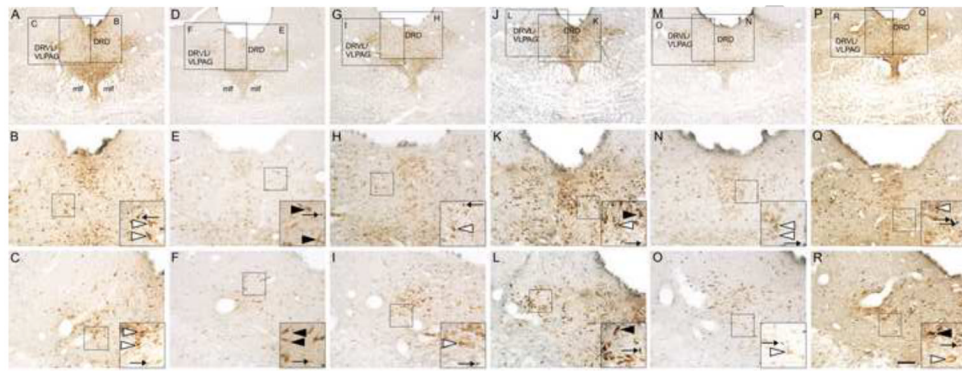 A C B DRD DRVL/ VLPAG mlf mlf
D F E DRD DRVL/ VLPAG mlf mlf
G I H DRD DRVL/ VLPAG
J L K DRD DRVL/ VLPAG
M O N DRD DRVL/ VLPAG
P R Q DRD DRVL/ VLPAG
B E H K N Q
C F I L O R